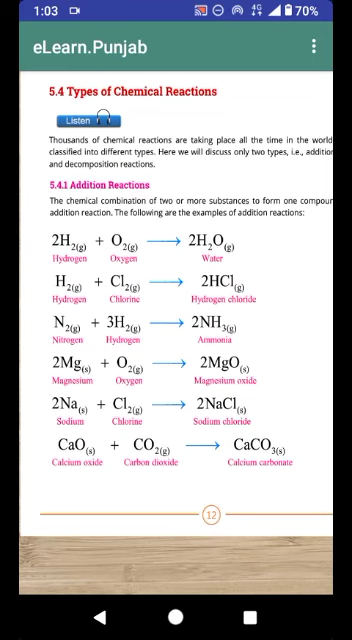 1:03 4G 70%
eLearn.Punjab
5.4 Types of Chemical Reactions
Listen
Thousands of chemical reactions are taking place all the time in the world
classified into different types. Here we will discuss only two types, i.e., addition
and decomposition reactions.
5.4.1 Addition Reactions
The chemical combination of two or more substances to form one compoun
addition reaction. The following are the examples of addition reactions:
2H₂(g) + O₂(g) → 2H₂O(g)
Hydrogen Oxygen Water
H₂(g) + Cl₂(g) → 2HCl(g)
Hydrogen Chlorine Hydrogen chloride
N₂(g) + 3H₂(g) → 2NH₃(g)
Nitrogen Hydrogen Ammonia
2Mg(s) + O₂(g) → 2MgO(s)
Magnesium Oxygen Magnesium oxide
2Na(s) + Cl₂(g) → 2NaCl(s)
Sodium Chlorine Sodium chloride
CaO(s) + CO₂(g) → CaCO₃(s)
Calcium oxide Carbon dioxide Calcium carbonate
12